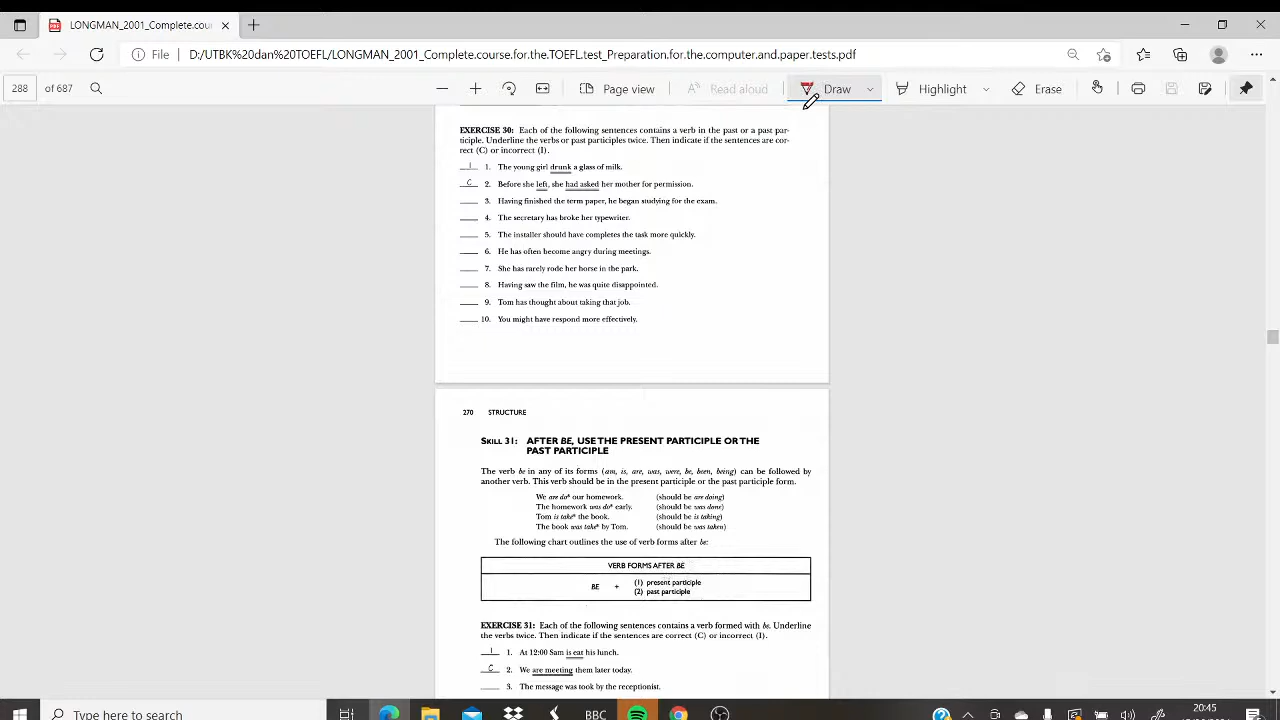 LONGMAN_2001_Complete.cou
File D:/UTBK%20dan%20TOEFL/LONGMAN_2001_Complete.course.for.the.TOEFL.test_Preparation.for.the.computer.and.paper.tests.pdf
288 of 687 Page view Read aloud Draw Highlight Erase
EXERCISE 30: Each of the following sentences contains a verb in the past or a past par-
ticiple. Underline the verbs or past participles twice. Then indicate if the sentences are cor-
rect (C) or incorrect (I).
I 1. The young girl drunk a glass of milk.
C 2. Before she left, she had asked her mother for permission.
3. Having finished the term paper, he began studying for the exam.
4. The secretary has broke her typewriter.
5. The installer should have completes the task more quickly.
6. He has often become angry during meetings.
7. She has rarely rode her horse in the park.
8. Having saw the film, he was quite disappointed.
9. Tom has thought about taking that job.
10. You might have respond more effectively.
270 STRUCTURE
SKILL 31: AFTER BE, USE THE PRESENT PARTICIPLE OR THE
PAST PARTICIPLE
The verb be in any of its forms (am, is, are, was, were, be, been, being) can be followed by
another verb. This verb should be in the present participle or the past participle form.
We are do* our homework. (should be are doing)
The homework was do* early. (should be was done)
Tom is take* the book. (should be is taking)
The book was take* by Tom. (should be was taken)
The following chart outlines the use of verb forms after be:
VERB FORMS AFTER BE
BE + (1) present participle
(2) past participle
EXERCISE 31: Each of the following sentences contains a verb formed with be. Underline
the verbs twice. Then indicate if the sentences are correct (C) or incorrect (I).
I 1. At 12:00 Sam is eat his lunch.
C 2. We are meeting them later today.
3. The message was took by the receptionist.
20:45
Type here to search BBC